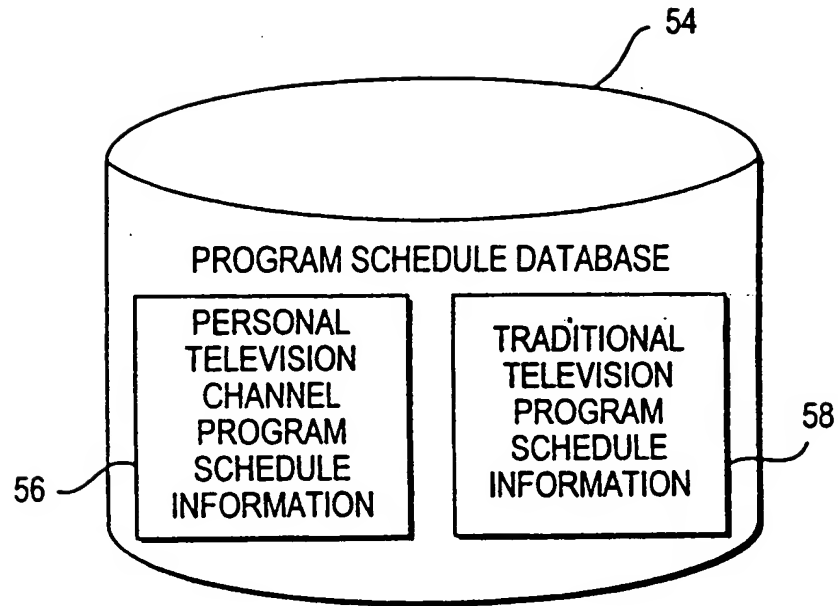 54
PROGRAM SCHEDULE DATABASE
PERSONAL
TELEVISION
CHANNEL
PROGRAM
SCHEDULE
INFORMATION
TRADITIONAL
TELEVISION
PROGRAM
SCHEDULE
INFORMATION
56
58